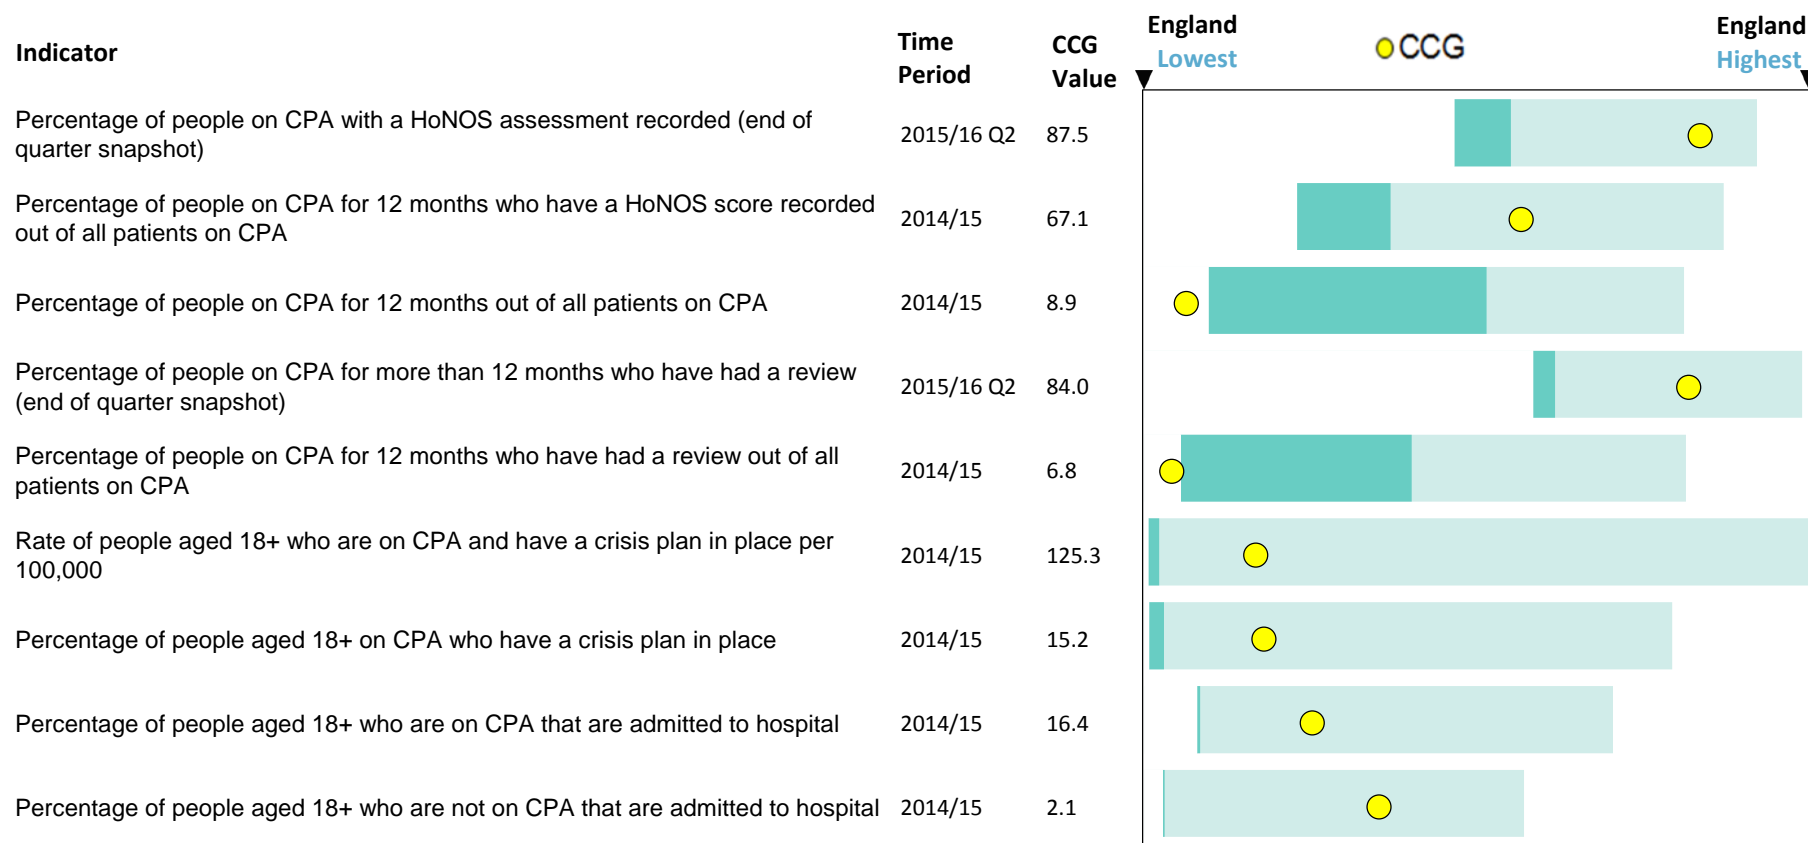 Indicator
Time
Period
CCG
Value
England
Lowest
CCG
England
Highest
Percentage of people on CPA with a HoNOS assessment recorded (end of
quarter snapshot)
2015/16 Q2
87.5
Percentage of people on CPA for 12 months who have a HoNOS score recorded
out of all patients on CPA
2014/15
67.1
Percentage of people on CPA for 12 months out of all patients on CPA
2014/15
8.9
Percentage of people on CPA for more than 12 months who have had a review
(end of quarter snapshot)
2015/16 Q2
84.0
Percentage of people on CPA for 12 months who have had a review out of all
patients on CPA
2014/15
6.8
Rate of people aged 18+ who are on CPA and have a crisis plan in place per
100,000
2014/15
125.3
Percentage of people aged 18+ on CPA who have a crisis plan in place
2014/15
15.2
Percentage of people aged 18+ who are on CPA that are admitted to hospital
2014/15
16.4
Percentage of people aged 18+ who are not on CPA that are admitted to hospital
2014/15
2.1